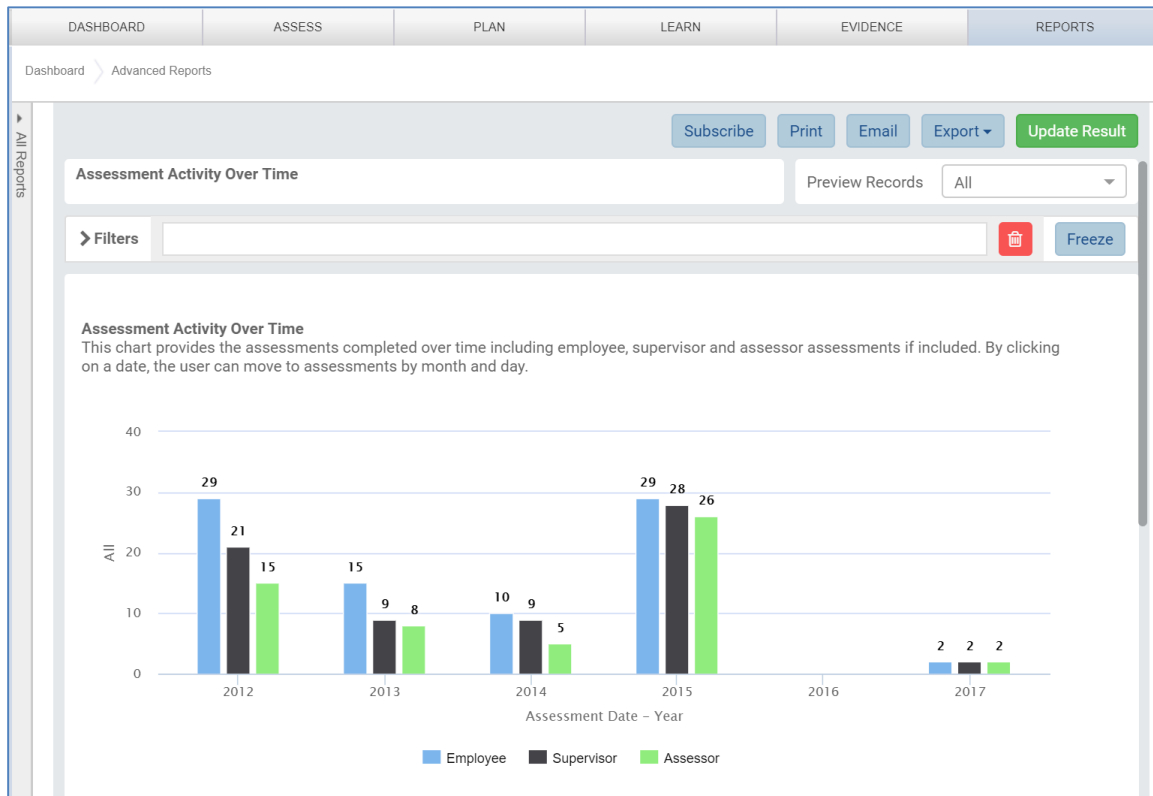 DASHBOARD ASSESS PLAN LEARN EVIDENCE REPORTS
Dashboard Advanced Reports
All Reports
Subscribe Print Email Export Update Result
Assessment Activity Over Time
Preview Records All
Filters Freeze
Assessment Activity Over Time
This chart provides the assessments completed over time including employee, supervisor and assessor assessments if included. By clicking
on a date, the user can move to assessments by month and day.
40
30
20
10
0
All
29 21 15
15 9 8
10 9 5
29 28 26
2 2 2
2012 2013 2014 2015 2016 2017
Assessment Date – Year
Employee Supervisor Assessor